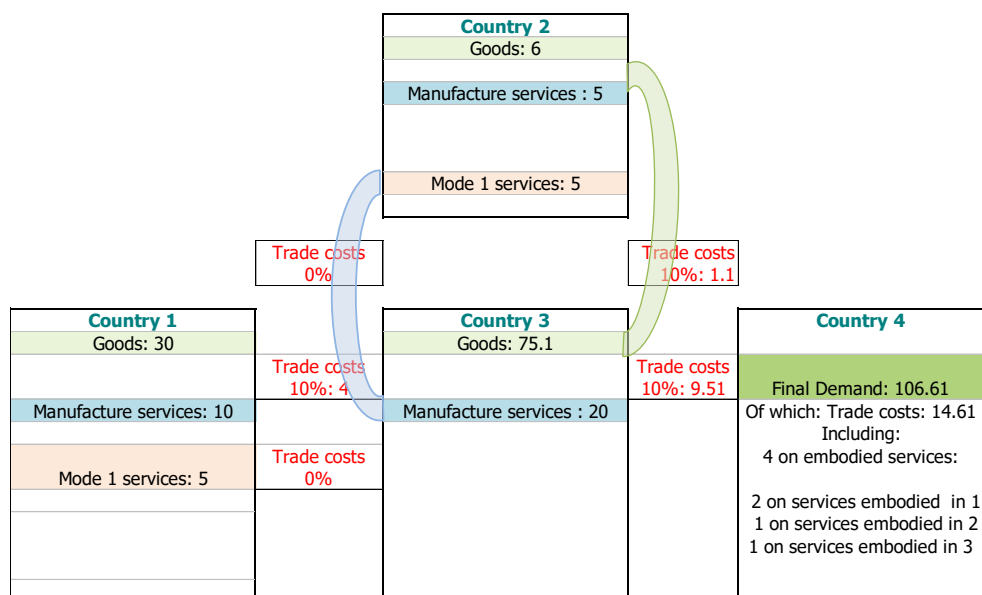 Country 2
Goods: 6
Manufacture services : 5
Mode 1 services: 5
Trade costs
0%
Trade costs
10%: 1.1
Country 1
Goods: 30
Manufacture services: 10
Mode 1 services: 5
Trade costs
10%: 4
Trade costs
0%
Country 3
Goods: 75.1
Manufacture services : 20
Trade costs
10%: 9.51
Country 4
Final Demand: 106.61
Of which: Trade costs: 14.61
Including:
4 on embodied services:
2 on services embodied in 1
1 on services embodied in 2
1 on services embodied in 3